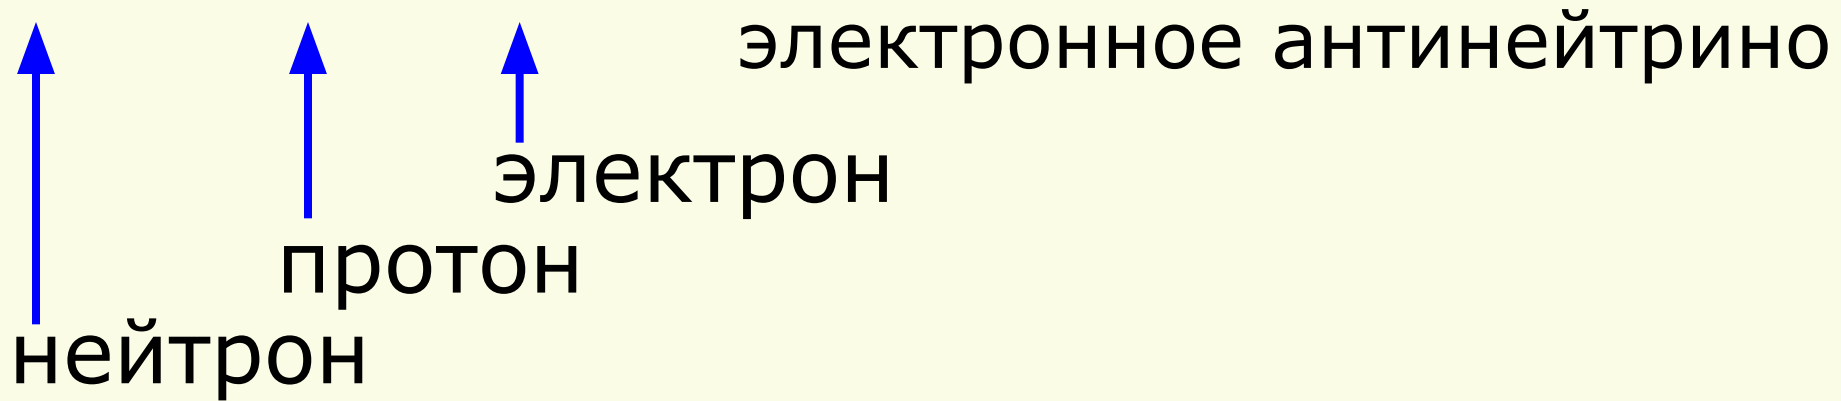 электронное антинейтрино
электрон
протон
нейтрон